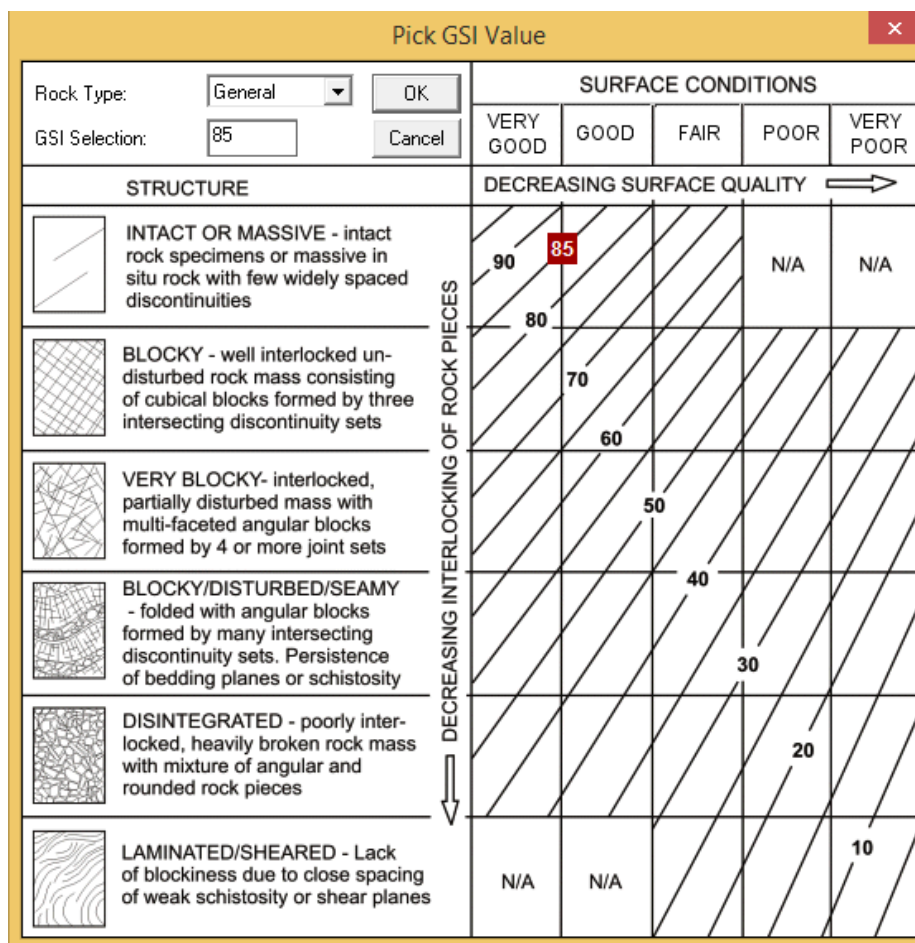 Pick GSI Value
×
Rock Type:
General
OK
GSI Selection:
85
Cancel
SURFACE CONDITIONS
VERY
GOOD
GOOD
FAIR
POOR
VERY
POOR
STRUCTURE
DECREASING SURFACE QUALITY
INTACT OR MASSIVE - intact
rock specimens or massive in
situ rock with few widely spaced
discontinuities
BLOCKY - well interlocked un-
disturbed rock mass consisting
of cubical blocks formed by three
intersecting discontinuity sets
VERY BLOCKY- interlocked,
partially disturbed mass with
multi-faceted angular blocks
formed by 4 or more joint sets
BLOCKY/DISTURBED/SEAMY
- folded with angular blocks
formed by many intersecting
discontinuity sets. Persistence
of bedding planes or schistosity
DISINTEGRATED - poorly inter-
locked, heavily broken rock mass
with mixture of angular and
rounded rock pieces
LAMINATED/SHEARED - Lack
of blockiness due to close spacing
of weak schistosity or shear planes
DECREASING INTERLOCKING OF ROCK PIECES
90
85
N/A
N/A
80
70
60
50
40
30
20
10
N/A
N/A